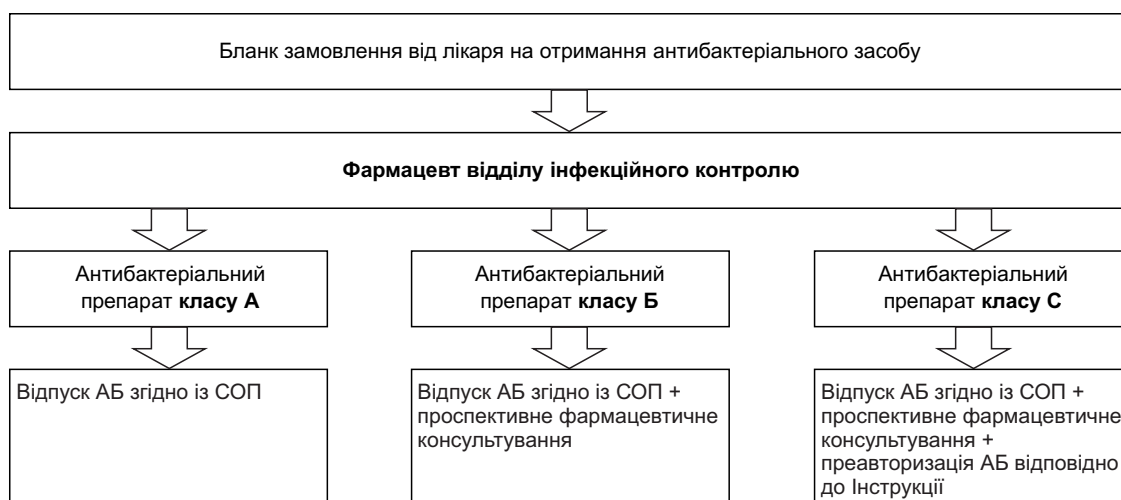 Бланк замовлення від лікаря на отримання антибактеріального засобу
Фармацевт відділу інфекційного контролю
Антибактеріальний
препарат класу А
Антибактеріальний
препарат класу Б
Антибактеріальний
препарат класу С
Відпуск АБ згідно із СОП
Відпуск АБ згідно із СОП +
проспективне фармацевтичне
консультування
Відпуск АБ згідно із СОП +
проспективне фармацевтичне
консультування +
преавторизація АБ відповідно
до Інструкції